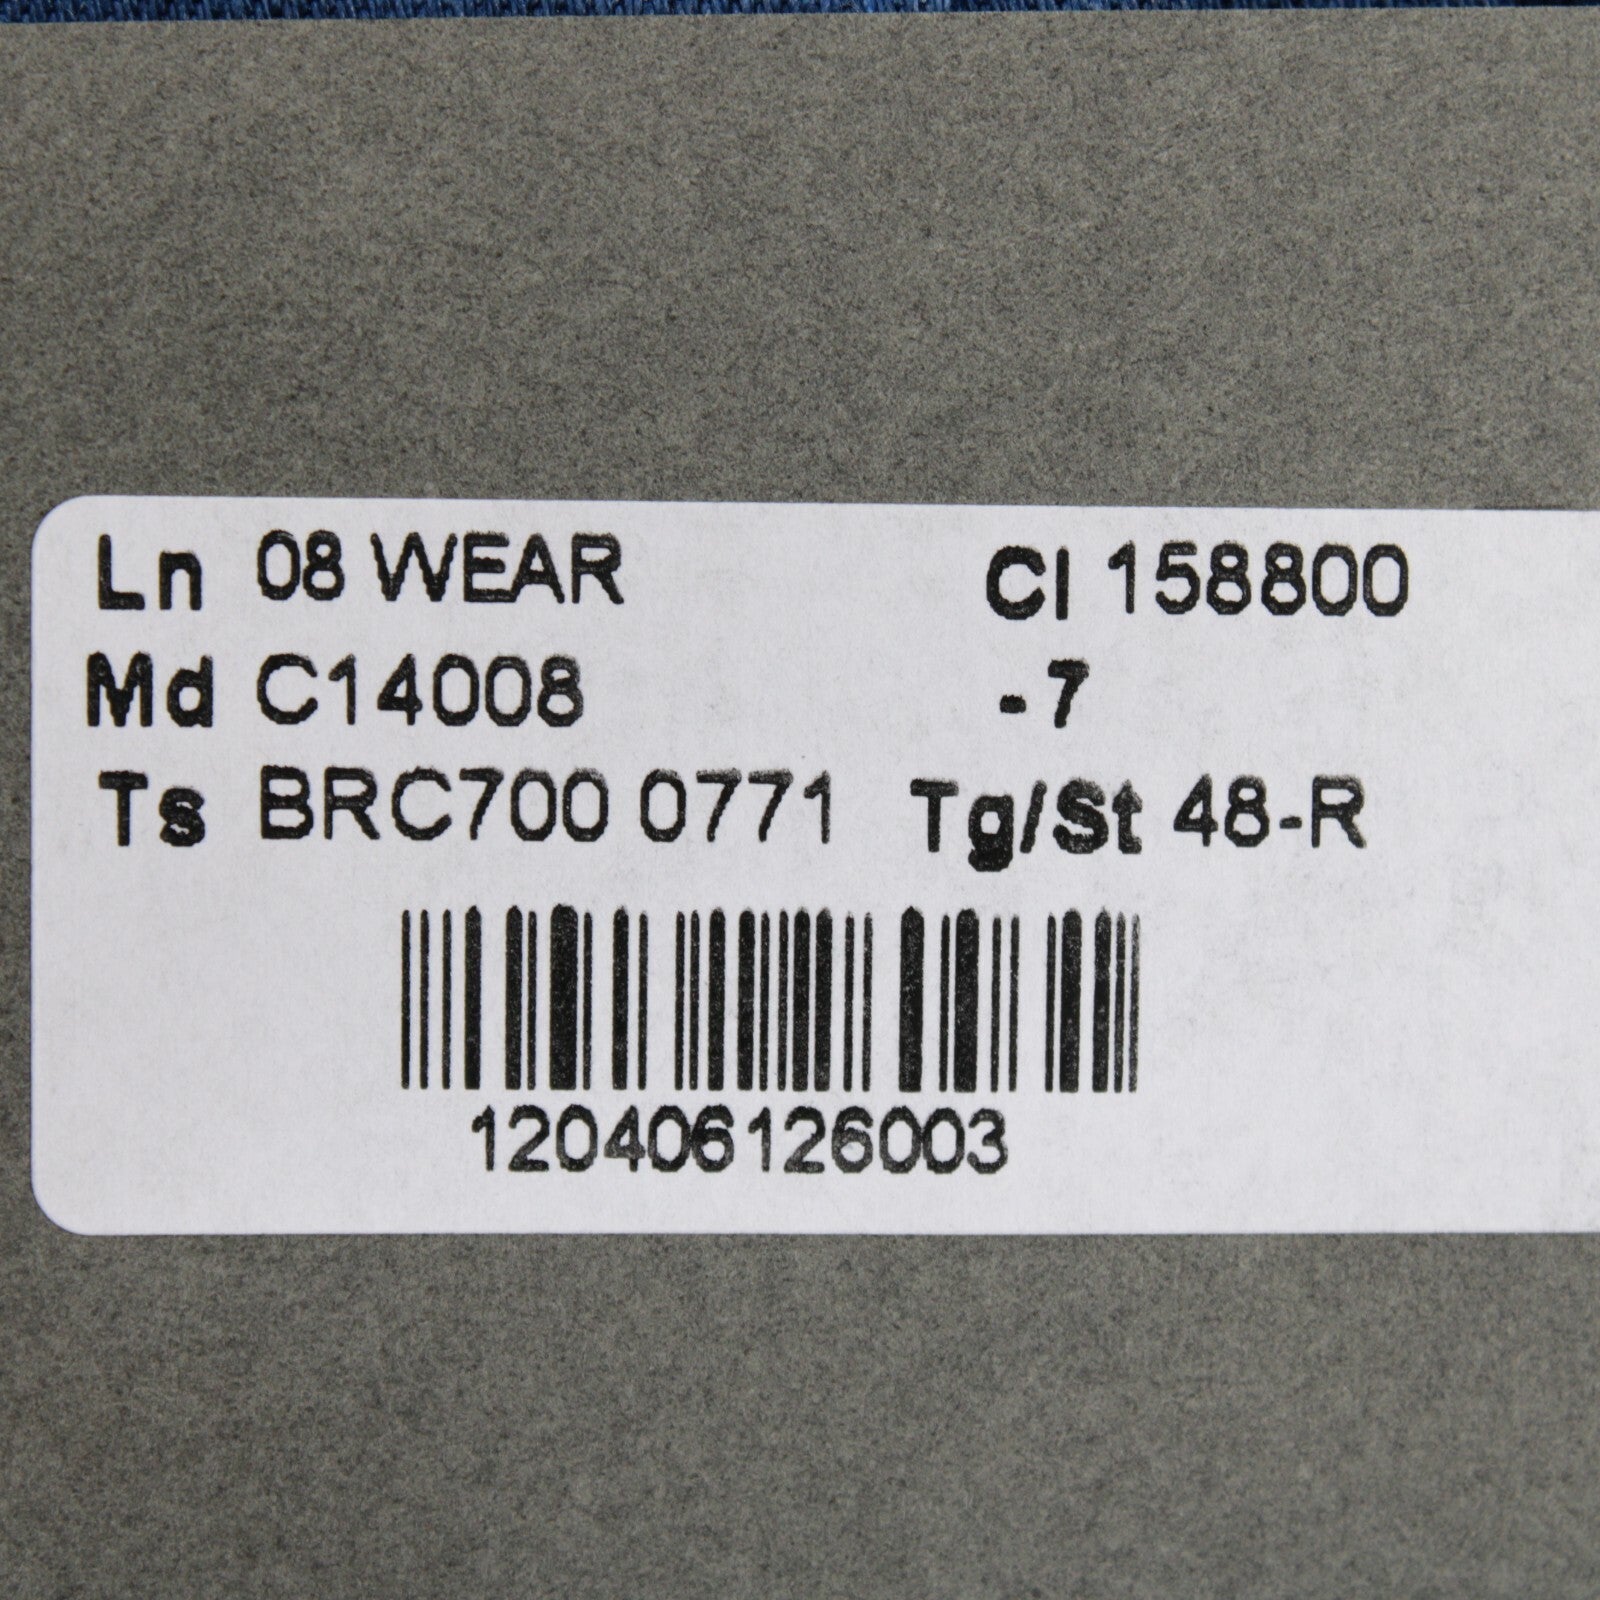 Ln 08 WEAR Cl 158800
Md C14008 - 7
Ts BRC700 0771 Tg/St 48-R
120406126003